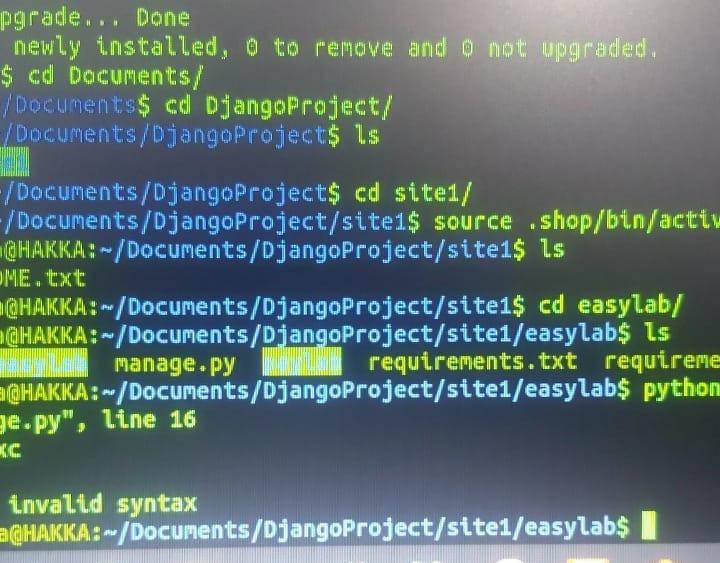 pgrade... Done
newly installed, 0 to remove and 0 not upgraded.
$ cd Documents/
/Documents$ cd DjangoProject/
/Documents/DjangoProject$ ls
/Documents/DjangoProject$ cd site1/
~/Documents/DjangoProject/site1$ source .shop/bin/activ
a@HAKKA:~/Documents/DjangoProject/site1$ ls
OME.txt
a@HAKKA:~/Documents/DjangoProject/site1$ cd easylab/
a@HAKKA:~/Documents/DjangoProject/site1/easylab$ ls
easylab manage.py requirements.txt requireme
a@HAKKA:~/Documents/DjangoProject/site1/easylab$ python
ge.py", line 16
xc
invalid syntax
a@HAKKA:~/Documents/DjangoProject/site1/easylab$